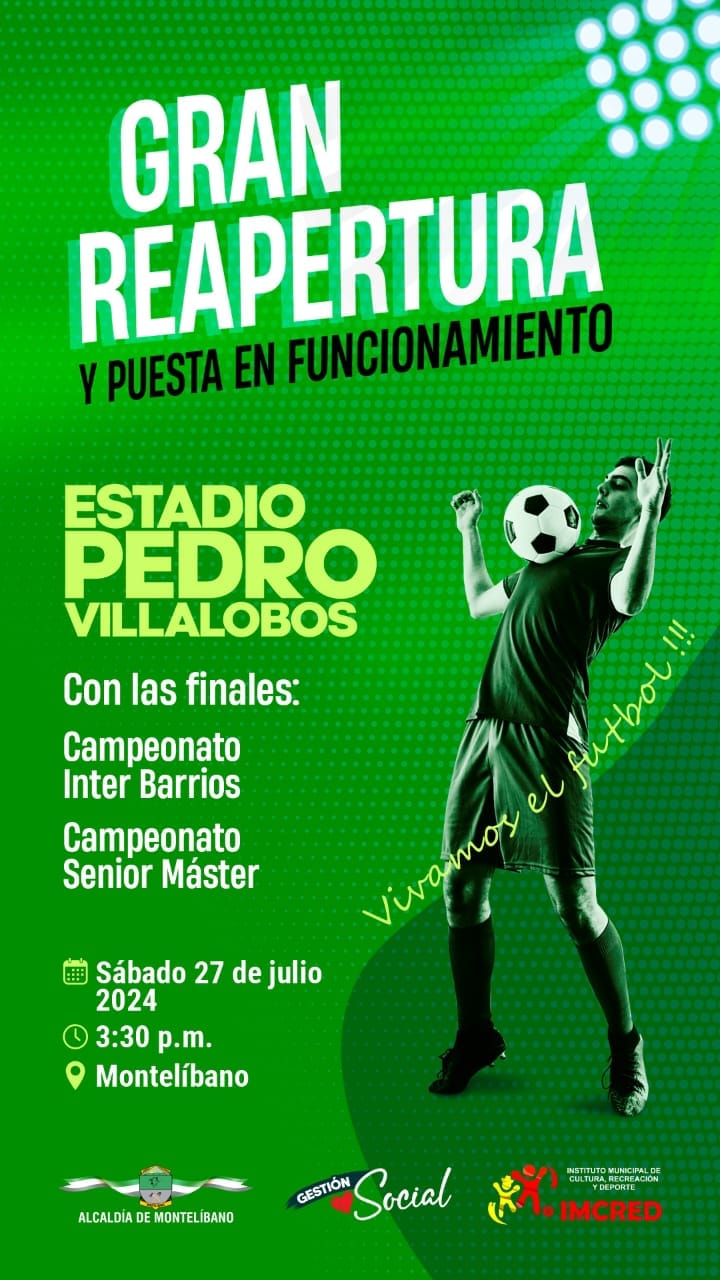 GRAN
REAPERTURA
Y PUESTA EN FUNCIONAMIENTO
ESTADIO
PEDRO
VILLALOBOS
Con las finales:
Campeonato
Inter Barrios
Campeonato
Senior Máster
Vivamos el futbol !!!
Sábado 27 de julio
2024
3:30 p.m.
Montelíbano
ALCALDÍA DE MONTELÍBANO
GESTIÓN
Social
INSTITUTO MUNICIPAL DE
CULTURA, RECREACIÓN
Y DEPORTE
IMCRED